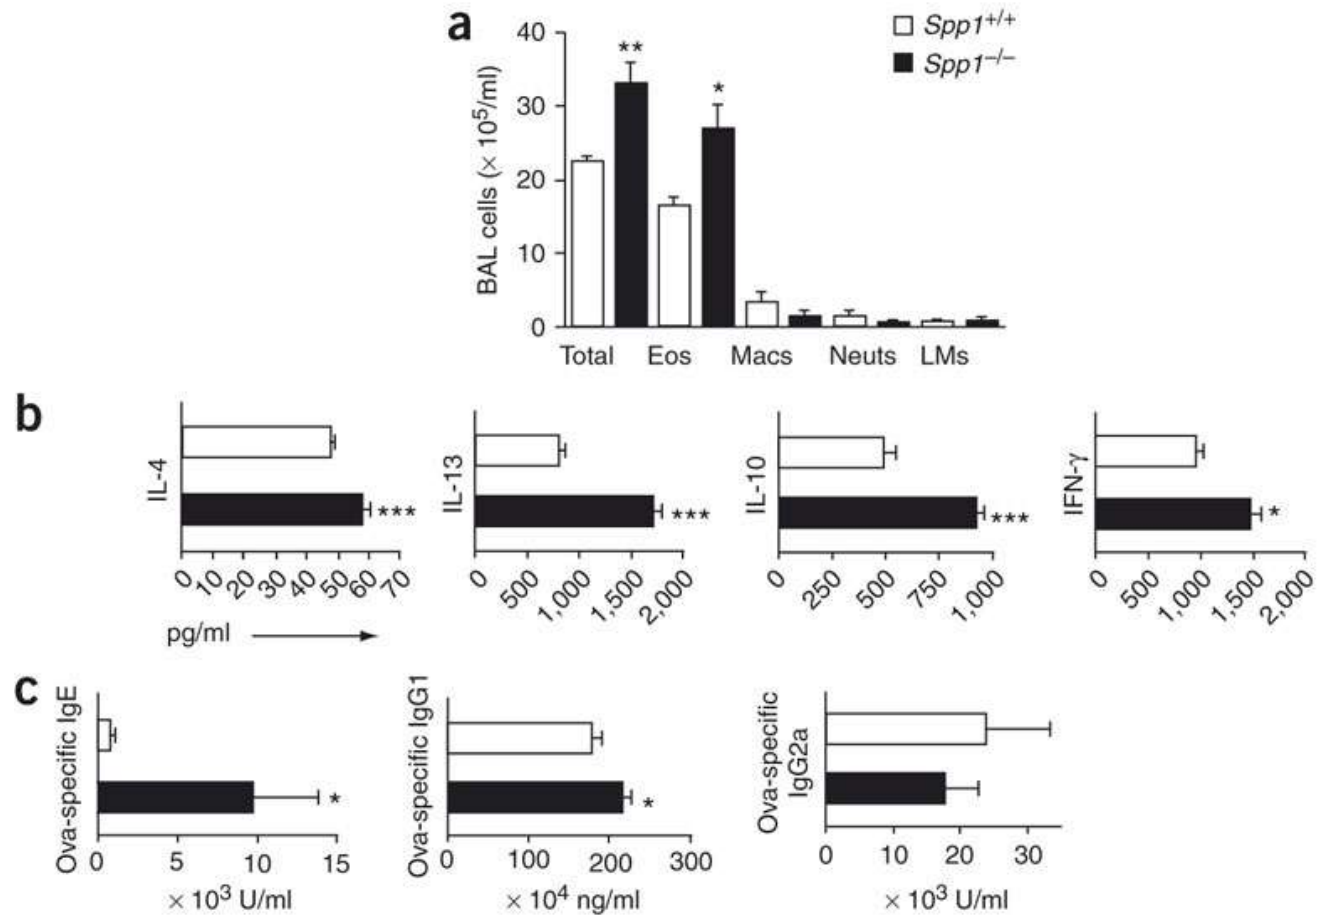 a
Spp1+/+
Spp1–/–
BAL cells (× 10⁵/ml)
40
30
20
10
0
**
*
Total Eos Macs Neuts LMs
b
IL-4
***
0 10 20 30 40 50 60 70
pg/ml
IL-13
***
0 500 1,000 1,500 2,000
IL-10
***
0 250 500 750 1,000
IFN-γ
*
0 500 1,000 1,500 2,000
c
Ova-specific IgE
*
0 5 10 15
× 10³ U/ml
Ova-specific IgG1
*
0 100 200 300
× 10⁴ ng/ml
Ova-specific
IgG2a
0 10 20 30
× 10³ U/ml